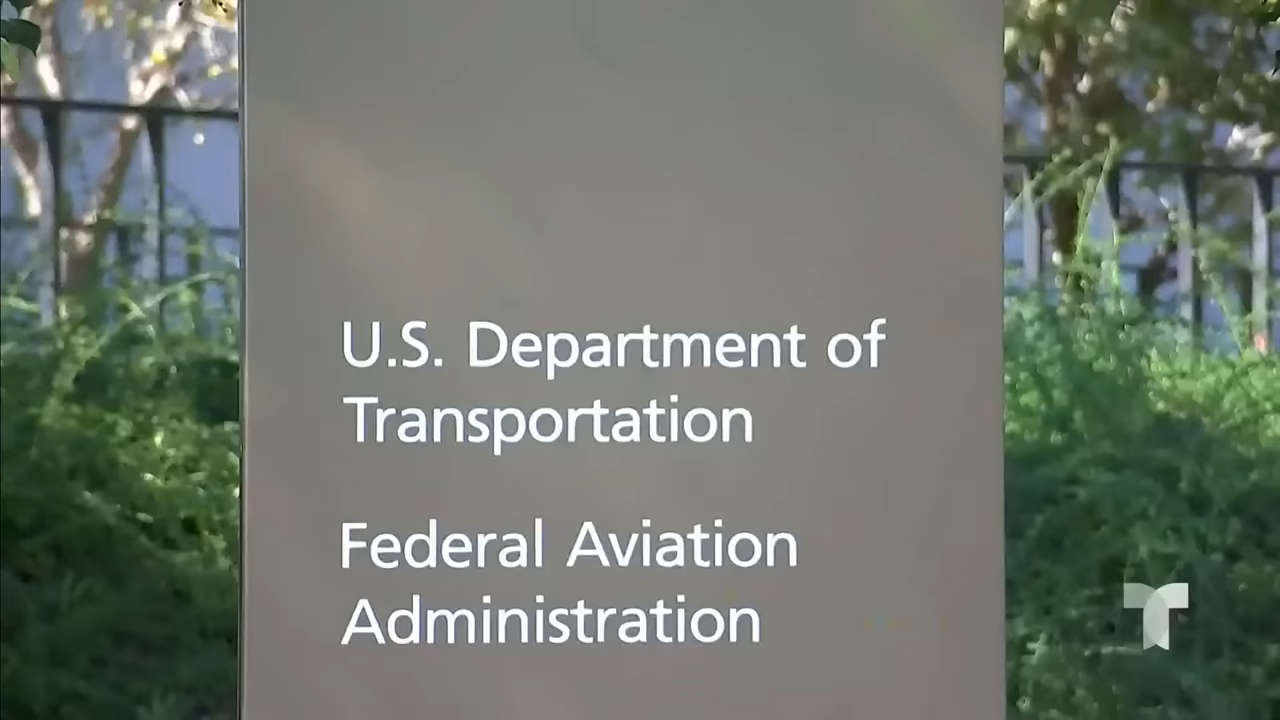 U.S. Department of
Transportation
Federal Aviation
Administration